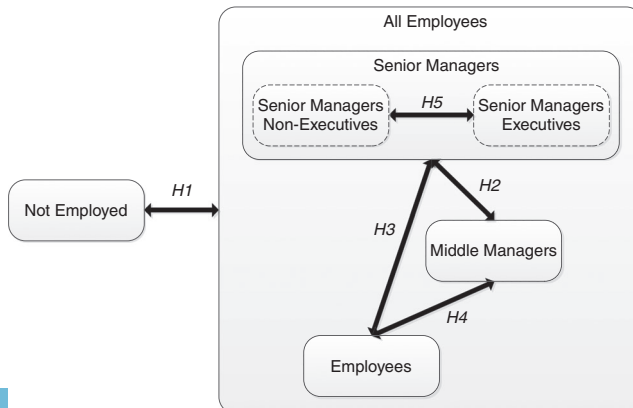 All Employees
Senior Managers
Senior Managers
Non-Executives
H5
Senior Managers
Executives
Not Employed
H1
H2
H3
Middle Managers
H4
Employees